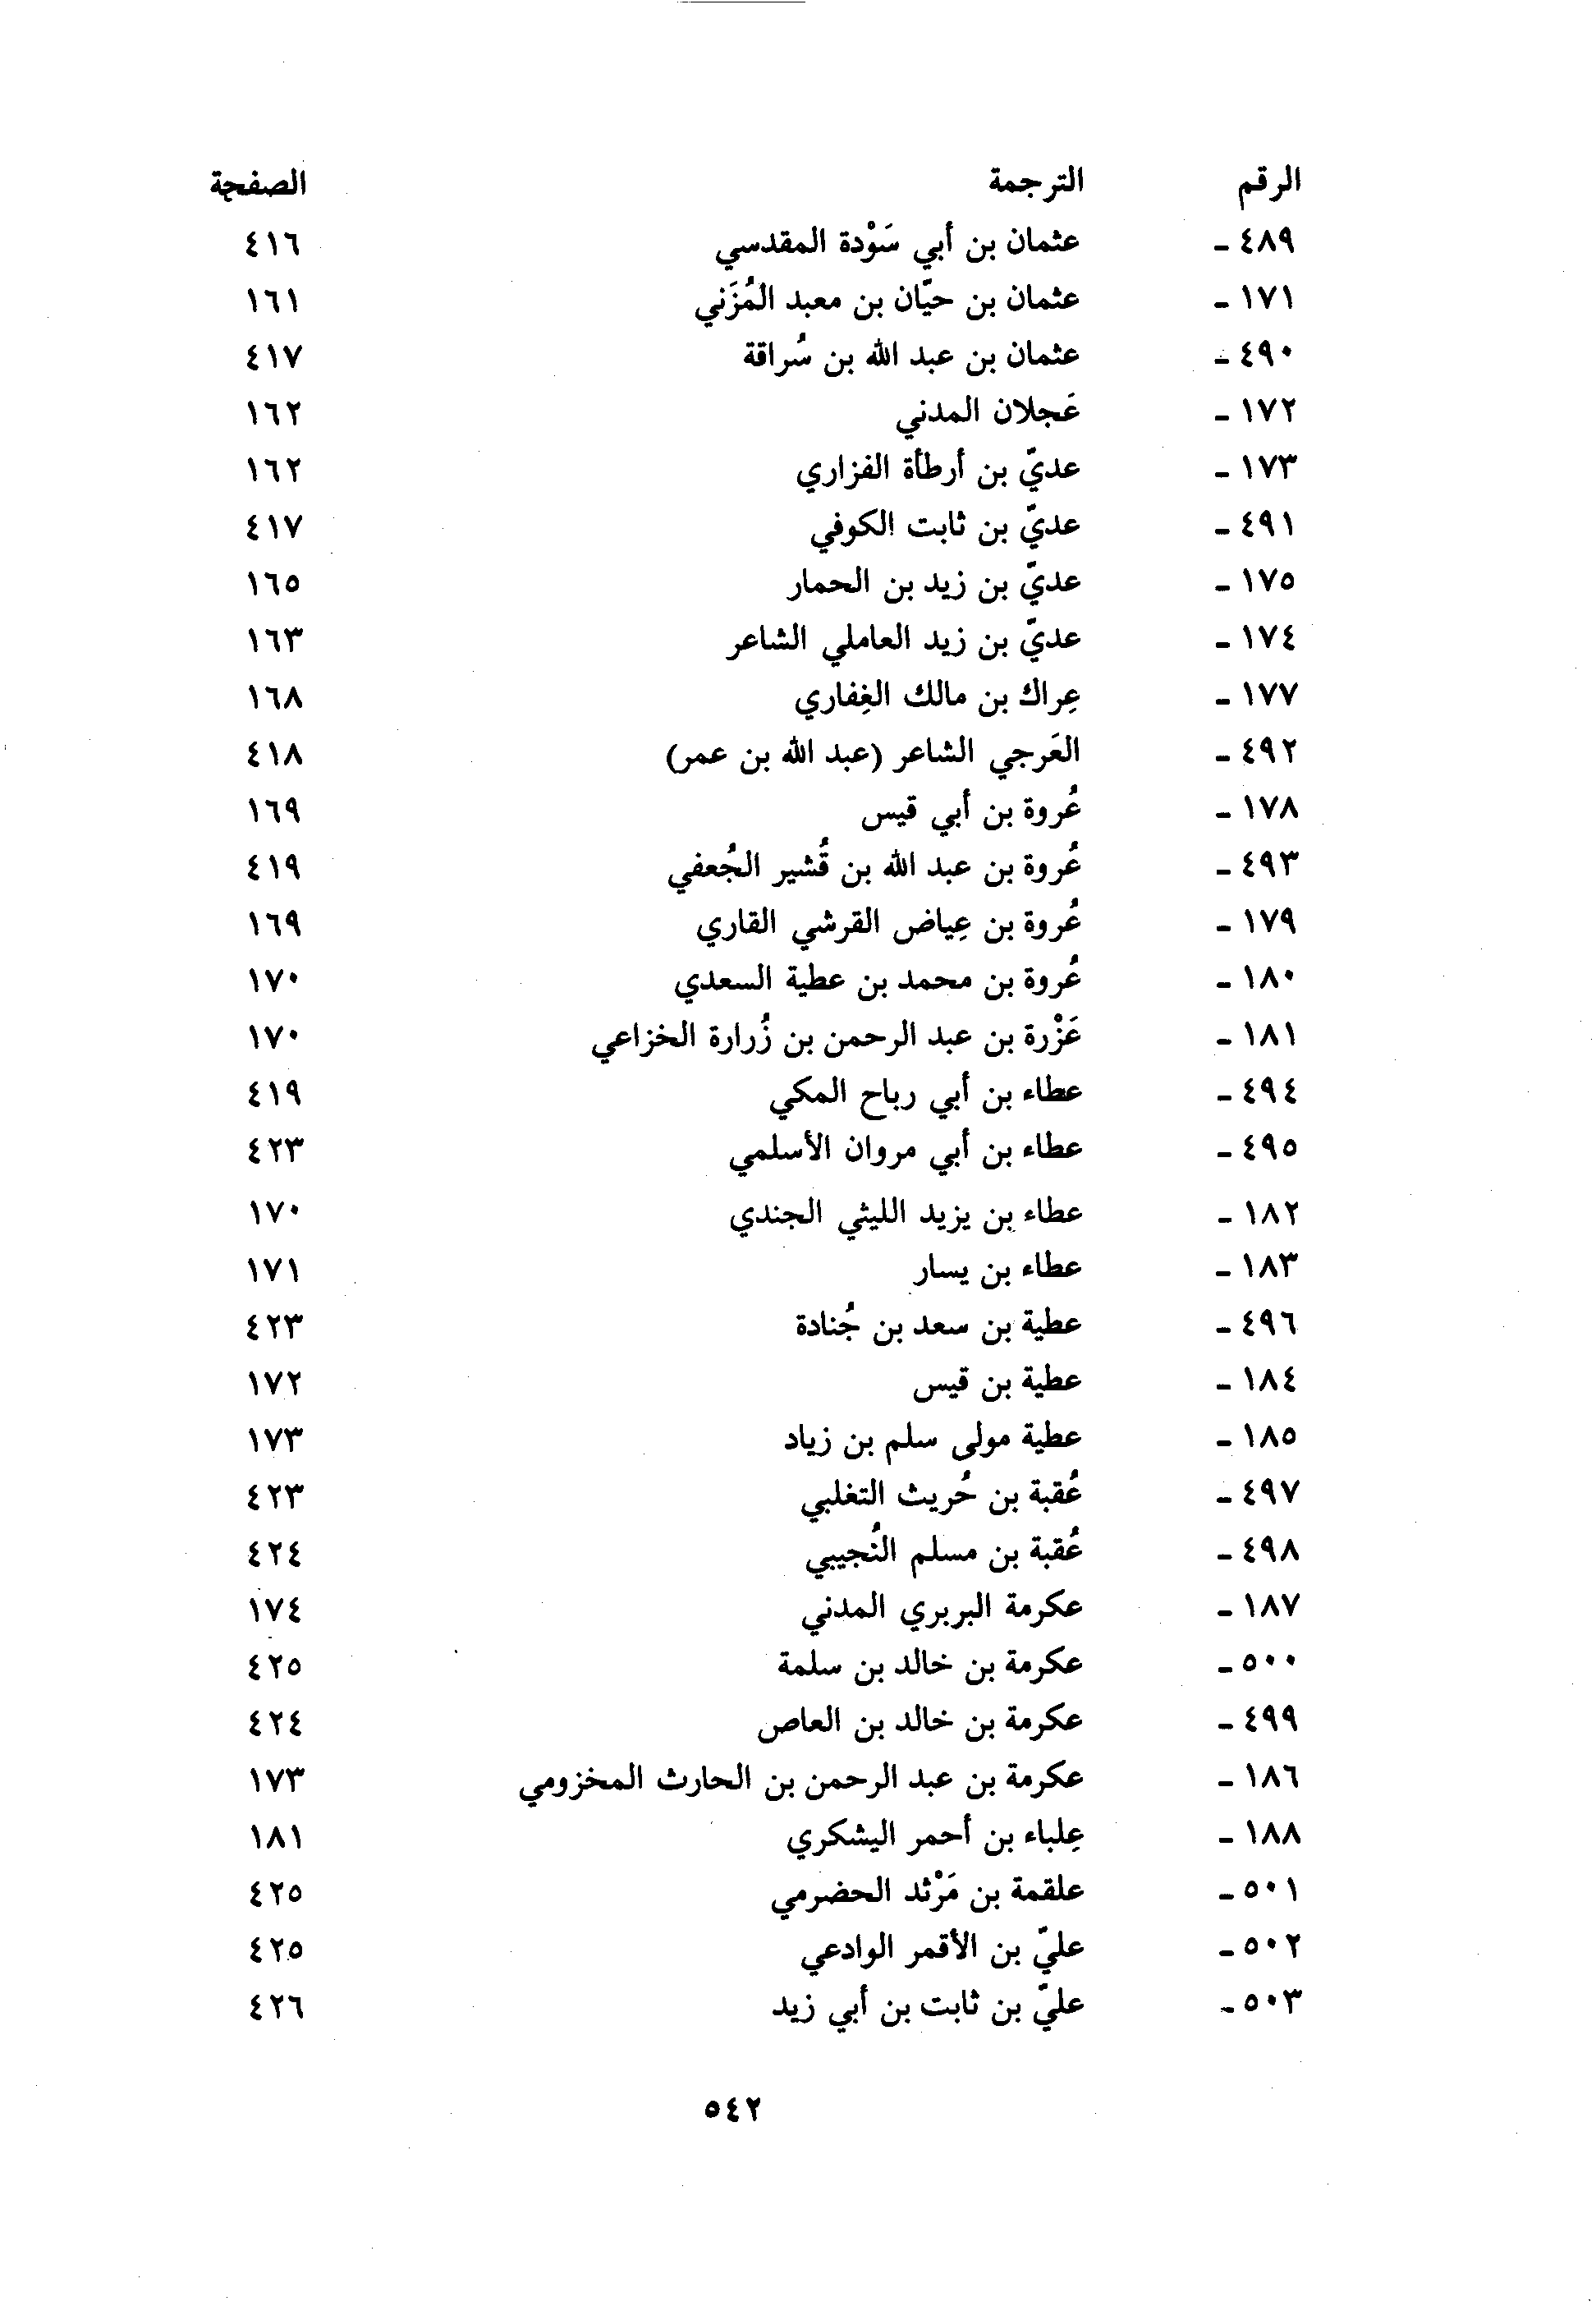 الرقم الترجمة الصفحة
٤٨٩ - عثمان بن أبي سَوْدة المقدسي ٤١٦
١٧١ - عثمان بن حيّان بن معبد المُزَني ١٦١
٤٩٠ - عثمان بن عبد الله بن سُراقة ٤١٧
١٧٢ - عَجلان المدني ١٦٢
١٧٣ - عديّ بن أرطأة الفزاري ١٦٢
٤٩١ - عديّ بن ثابت الكوفي ٤١٧
١٧٥ - عديّ بن زيد بن الحمار ١٦٥
١٧٤ - عديّ بن زيد العاملي الشاعر ١٦٣
١٧٧ - عِراك بن مالك الغِفاري ١٦٨
٤٩٢ - العَرجي الشاعر (عبد الله بن عمر) ٤١٨
١٧٨ - عُروة بن أبي قيس ١٦٩
٤٩٣ - عُروة بن عبد الله بن قُشير الجُعفي ٤١٩
١٧٩ - عُروة بن عِياض القرشي القاري ١٦٩
١٨٠ - عُروة بن محمد بن عطية السعدي ١٧٠
١٨١ - عَزْرة بن عبد الرحمن بن زُرارة الخزاعي ١٧٠
٤٩٤ - عطاء بن أبي رباح المكي ٤١٩
٤٩٥ - عطاء بن أبي مروان الأسلمي ٤٢٣
١٨٢ - عطاء بن يزيد الليثي الجندي ١٧٠
١٨٣ - عطاء بن يسار ١٧١
٤٩٦ - عطية بن سعد بن جُنادة ٤٢٣
١٨٤ - عطية بن قيس ١٧٢
١٨٥ - عطية مولى سلم بن زياد ١٧٣
٤٩٧ - عُقبة بن حُريث التغلبي ٤٢٣
٤٩٨ - عُقبة بن مسلم التُجيبي ٤٢٤
١٨٧ - عكرمة البربري المدني ١٧٤
٥٠٠ - عكرمة بن خالد بن سلمة ٤٢٥
٤٩٩ - عكرمة بن خالد بن العاص ٤٢٤
١٨٦ - عكرمة بن عبد الرحمن بن الحارث المخزومي ١٧٣
١٨٨ - عِلباء بن أحمر اليشكري ١٨١
٥٠١ - علقمة بن مَرْثد الحضرمي ٤٢٥
٥٠٢ - عليّ بن الأقمر الوادعي ٤٢٥
٥٠٣ - عليّ بن ثابت بن أبي زيد ٤٢٦
٥٤٢